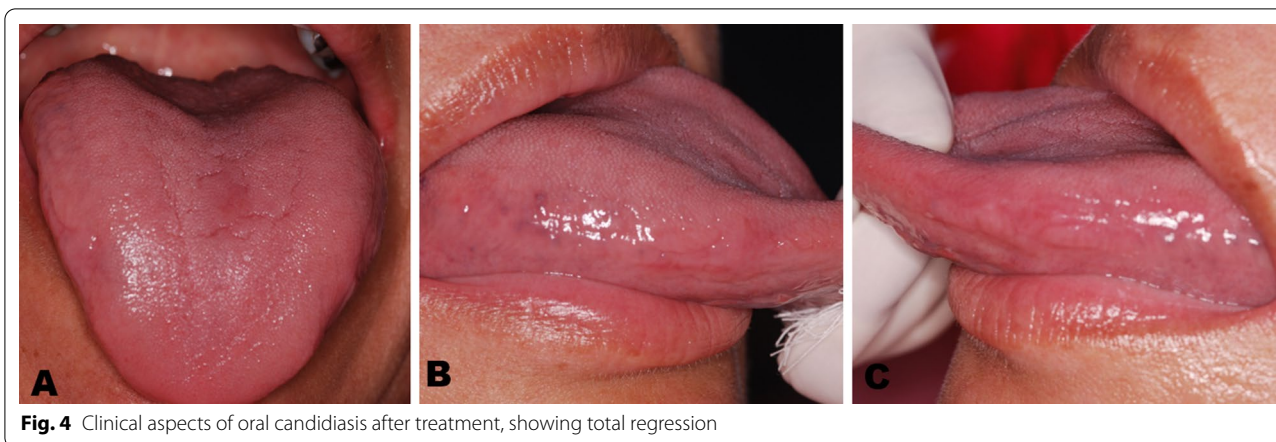 A
B
C
Fig. 4 Clinical aspects of oral candidiasis after treatment, showing total regression